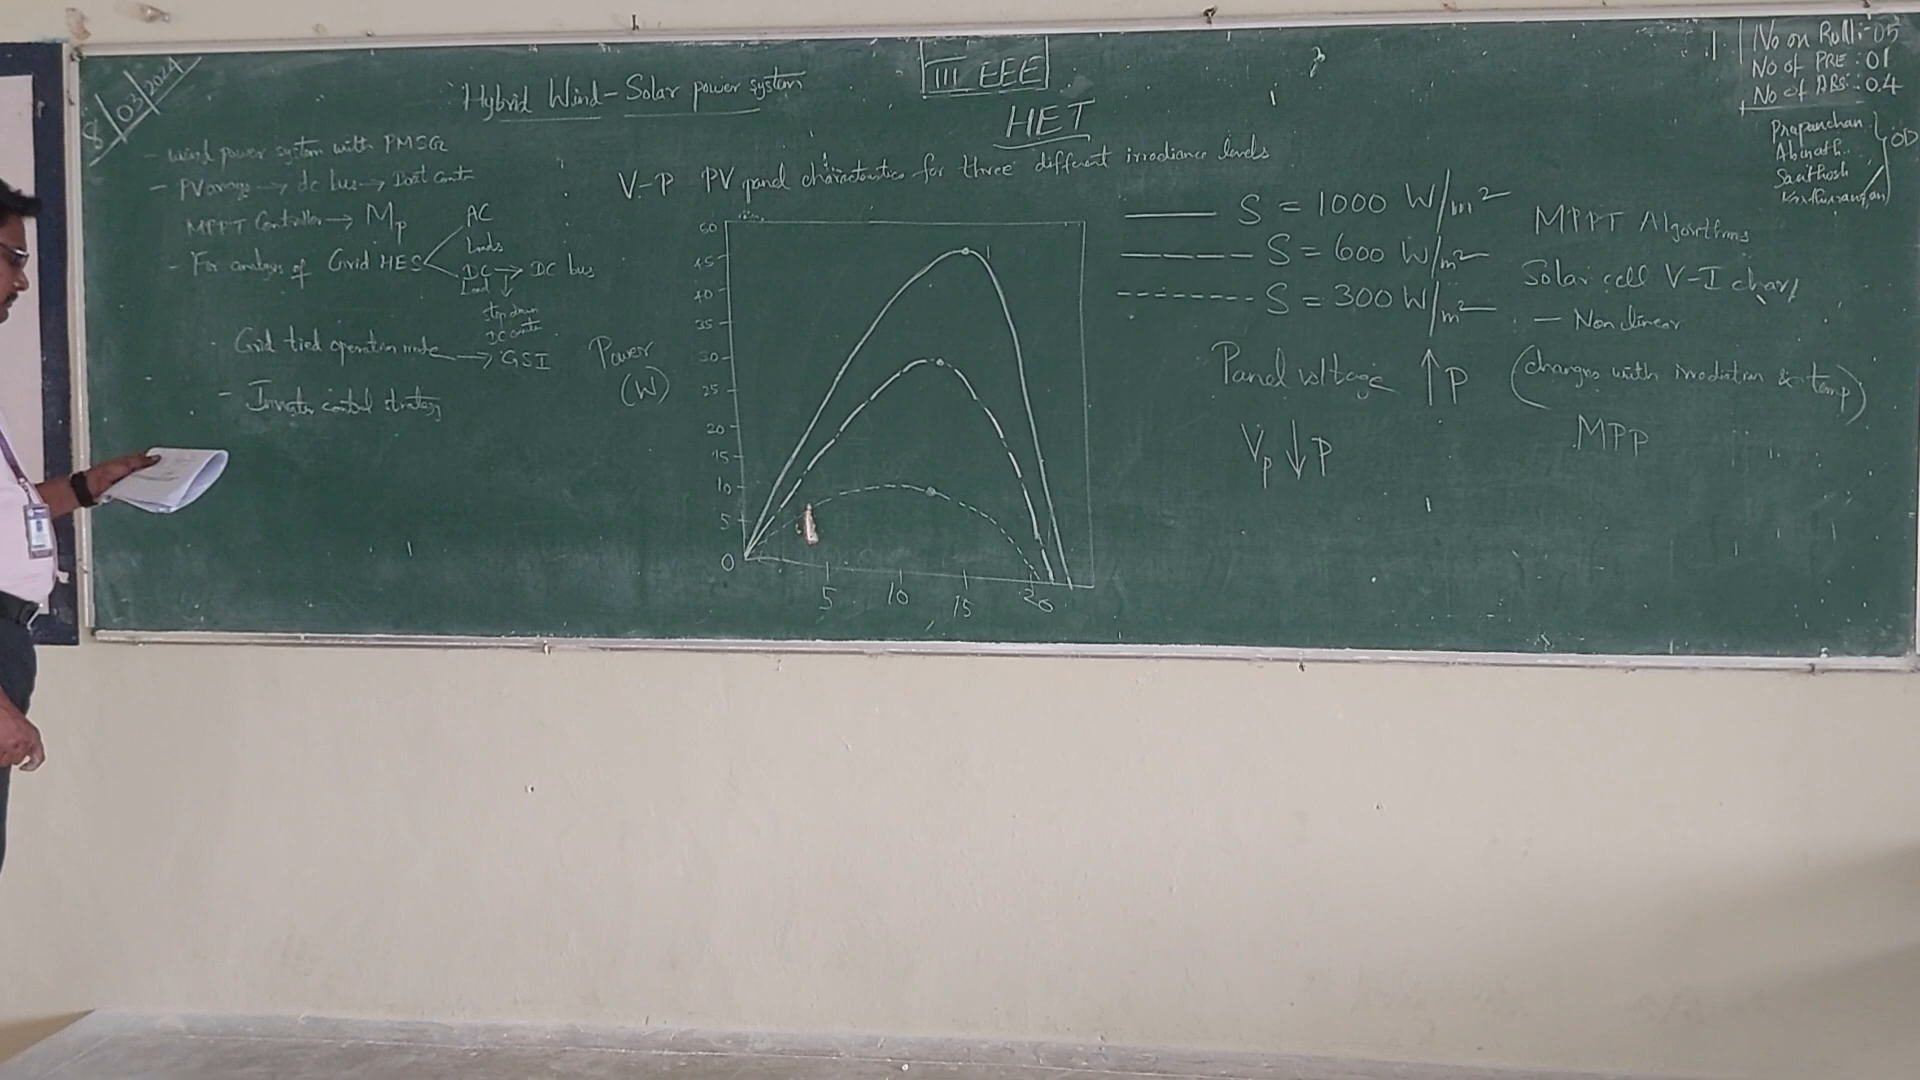 8/03/2024
Hybrid Wind-Solar power system
III EEE
HET
No on Roll:-05
No of PRE:01
No of ABS:-04
Prapanchan
Abinath
Santhosh
OD
- wind power system with PMSG
- PV arrays → dc bus →
MPPT Controller → Mp
- For analysis of Grid HES
AC
Loads
DC → DC bus
Load
step down
DC
Grid tied operation mode → GSI
- Inverter control strategy
V-P PV panel characteristics for three different irradiance levels
Power
(W)
50
45
40
35
30
25
20
15
10
5
0
5 10 15 20
S = 1000 W/m²
S = 600 W/m²
S = 300 W/m²
Panel voltage ↑ P
Vp ↓ P
MPPT Algorithms
Solar cell V-I char
- Non linear
(changes with irradiation & temp)
MPP